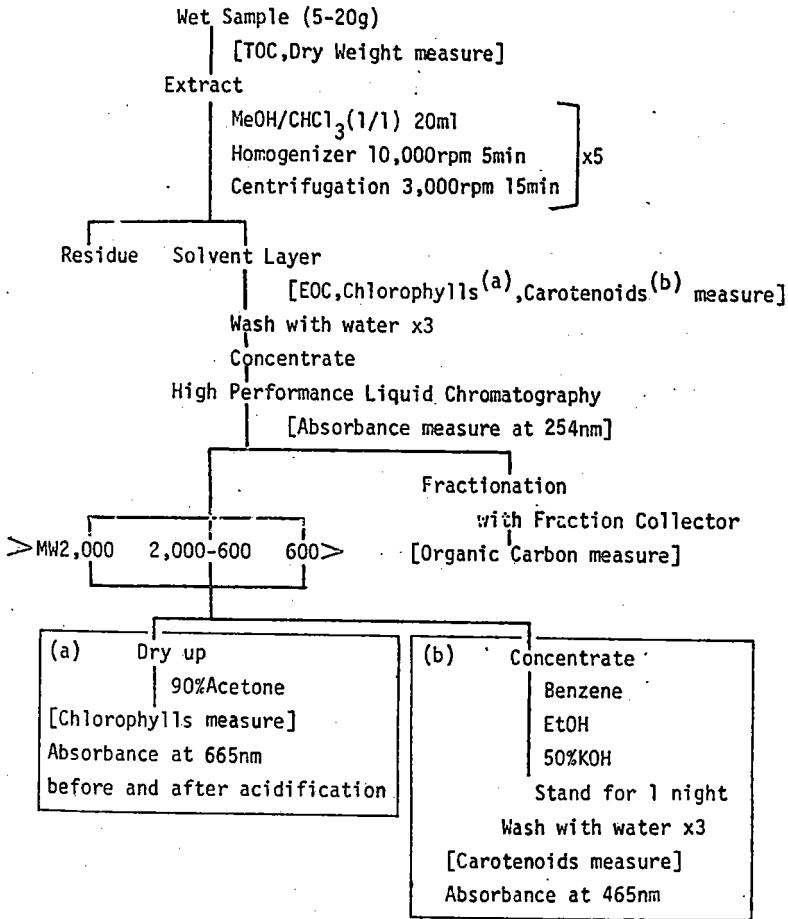 Wet Sample (5-20g)
[TOC,Dry Weight measure]
Extract
MeOH/CHCl3(1/1) 20ml
Homogenizer 10,000rpm 5min
x5
Centrifugation 3,000rpm 15min
Residue Solvent Layer
[EOC,Chlorophylls(a),Carotenoids(b) measure]
Wash with water x3
Concentrate
High Performance Liquid Chromatography
[Absorbance measure at 254nm]
Fractionation
with Fraction Collector
>MW2,000 2,000-600 600>
[Organic Carbon measure]
(a) Dry up
90%Acetone
[Chlorophylls measure]
Absorbance at 665nm
before and after acidification
(b) Concentrate
Benzene
EtOH
50%KOH
Stand for 1 night
Wash with water x3
[Carotenoids measure]
Absorbance at 465nm